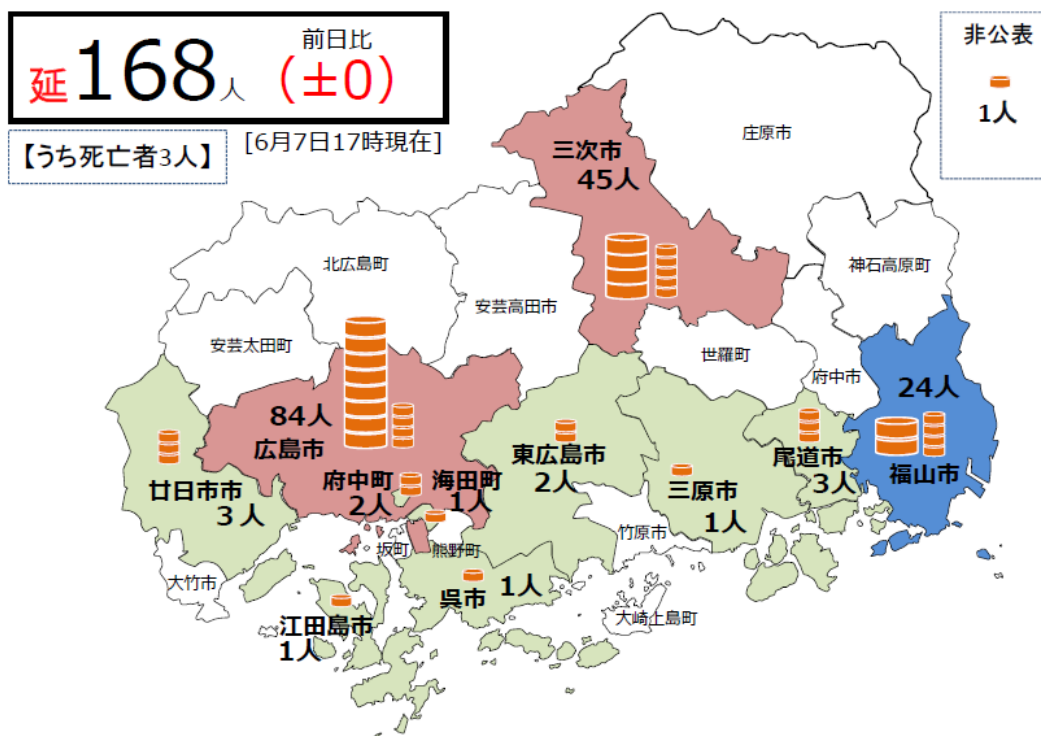 前日比
延168人 (±0)
【うち死亡者3人】
[6月7日17時現在]
非公表
1人
庄原市
三次市
45人
神石高原町
北広島町
安芸高田市
安芸太田町
世羅町
府中市
24人
福山市
84人
広島市
府中町
2人
海田町
1人
東広島市
2人
尾道市
3人
三原市
1人
廿日市市
3人
坂町
熊野町
竹原市
大竹市
呉市
1人
大崎上島町
江田島市
1人